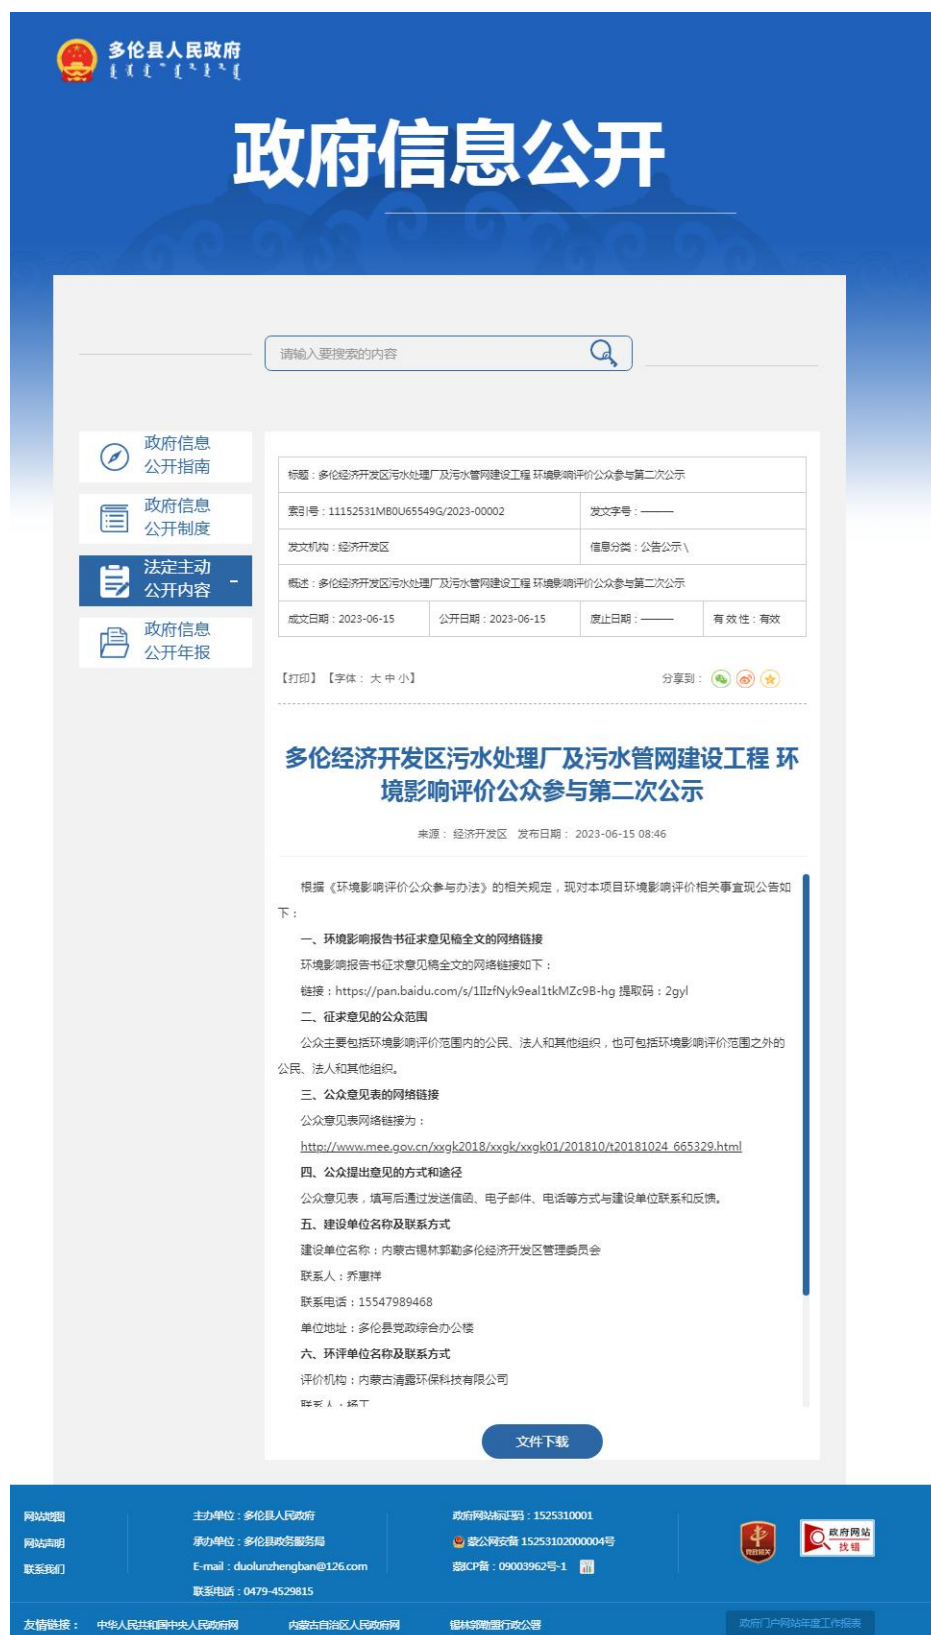 多伦县人民政府
政府信息公开
请输入要搜索的内容
政府信息
公开指南
政府信息
公开制度
法定主动
公开内容
政府信息
公开年报
标题：多伦经济开发区污水处理厂及污水管网建设工程 环境影响评价公众参与第二次公示
索引号：11152531MB0U65549G/2023-00002 发文字号：———
发文机构：经济开发区 信息分类：公告公示 \
概述：多伦经济开发区污水处理厂及污水管网建设工程 环境影响评价公众参与第二次公示
成文日期：2023-06-15 公开日期：2023-06-15 废止日期：——— 有 效 性：有效
【打印】【字体：大 中 小】 分享到：
多伦经济开发区污水处理厂及污水管网建设工程 环
境影响评价公众参与第二次公示
来源：经济开发区 发布日期：2023-06-15 08:46
根据《环境影响评价公众参与办法》的相关规定，现对本项目环境影响评价相关事宜现公告如
下：
一、环境影响报告书征求意见稿全文的网络链接
环境影响报告书征求意见稿全文的网络链接如下：
链接：https://pan.baidu.com/s/1IIzfNyk9eal1tkMZc9B-hg 提取码：2gyl
二、征求意见的公众范围
公众主要包括环境影响评价范围内的公民、法人和其他组织，也可包括环境影响评价范围之外的
公民、法人和其他组织。
三、公众意见表的网络链接
公众意见表网络链接为：
http://www.mee.gov.cn/xxgk2018/xxgk/xxgk01/201810/t20181024_665329.html
四、公众提出意见的方式和途径
公众意见表，填写后通过发送信函、电子邮件、电话等方式与建设单位联系和反馈。
五、建设单位名称及联系方式
建设单位名称：内蒙古锡林郭勒多伦经济开发区管理委员会
联系人：乔惠祥
联系电话：15547989468
单位地址：多伦县党政综合办公楼
六、环评单位名称及联系方式
评价机构：内蒙古清露环保科技有限公司
联系人：杨工
文件下载
网站地图 主办单位：多伦县人民政府 政府网站标识码：1525310001
网站声明 承办单位：多伦县政务服务局 蒙公网安备 15253102000004号
联系我们 E-mail：duolunzhengban@126.com 蒙ICP备：09003962号-1
联系电话：0479-4529815
党政机关
政府网站
找错
友情链接： 中华人民共和国中央人民政府网 内蒙古自治区人民政府网 锡林郭勒盟行政公署 政府门户网站年度工作报表